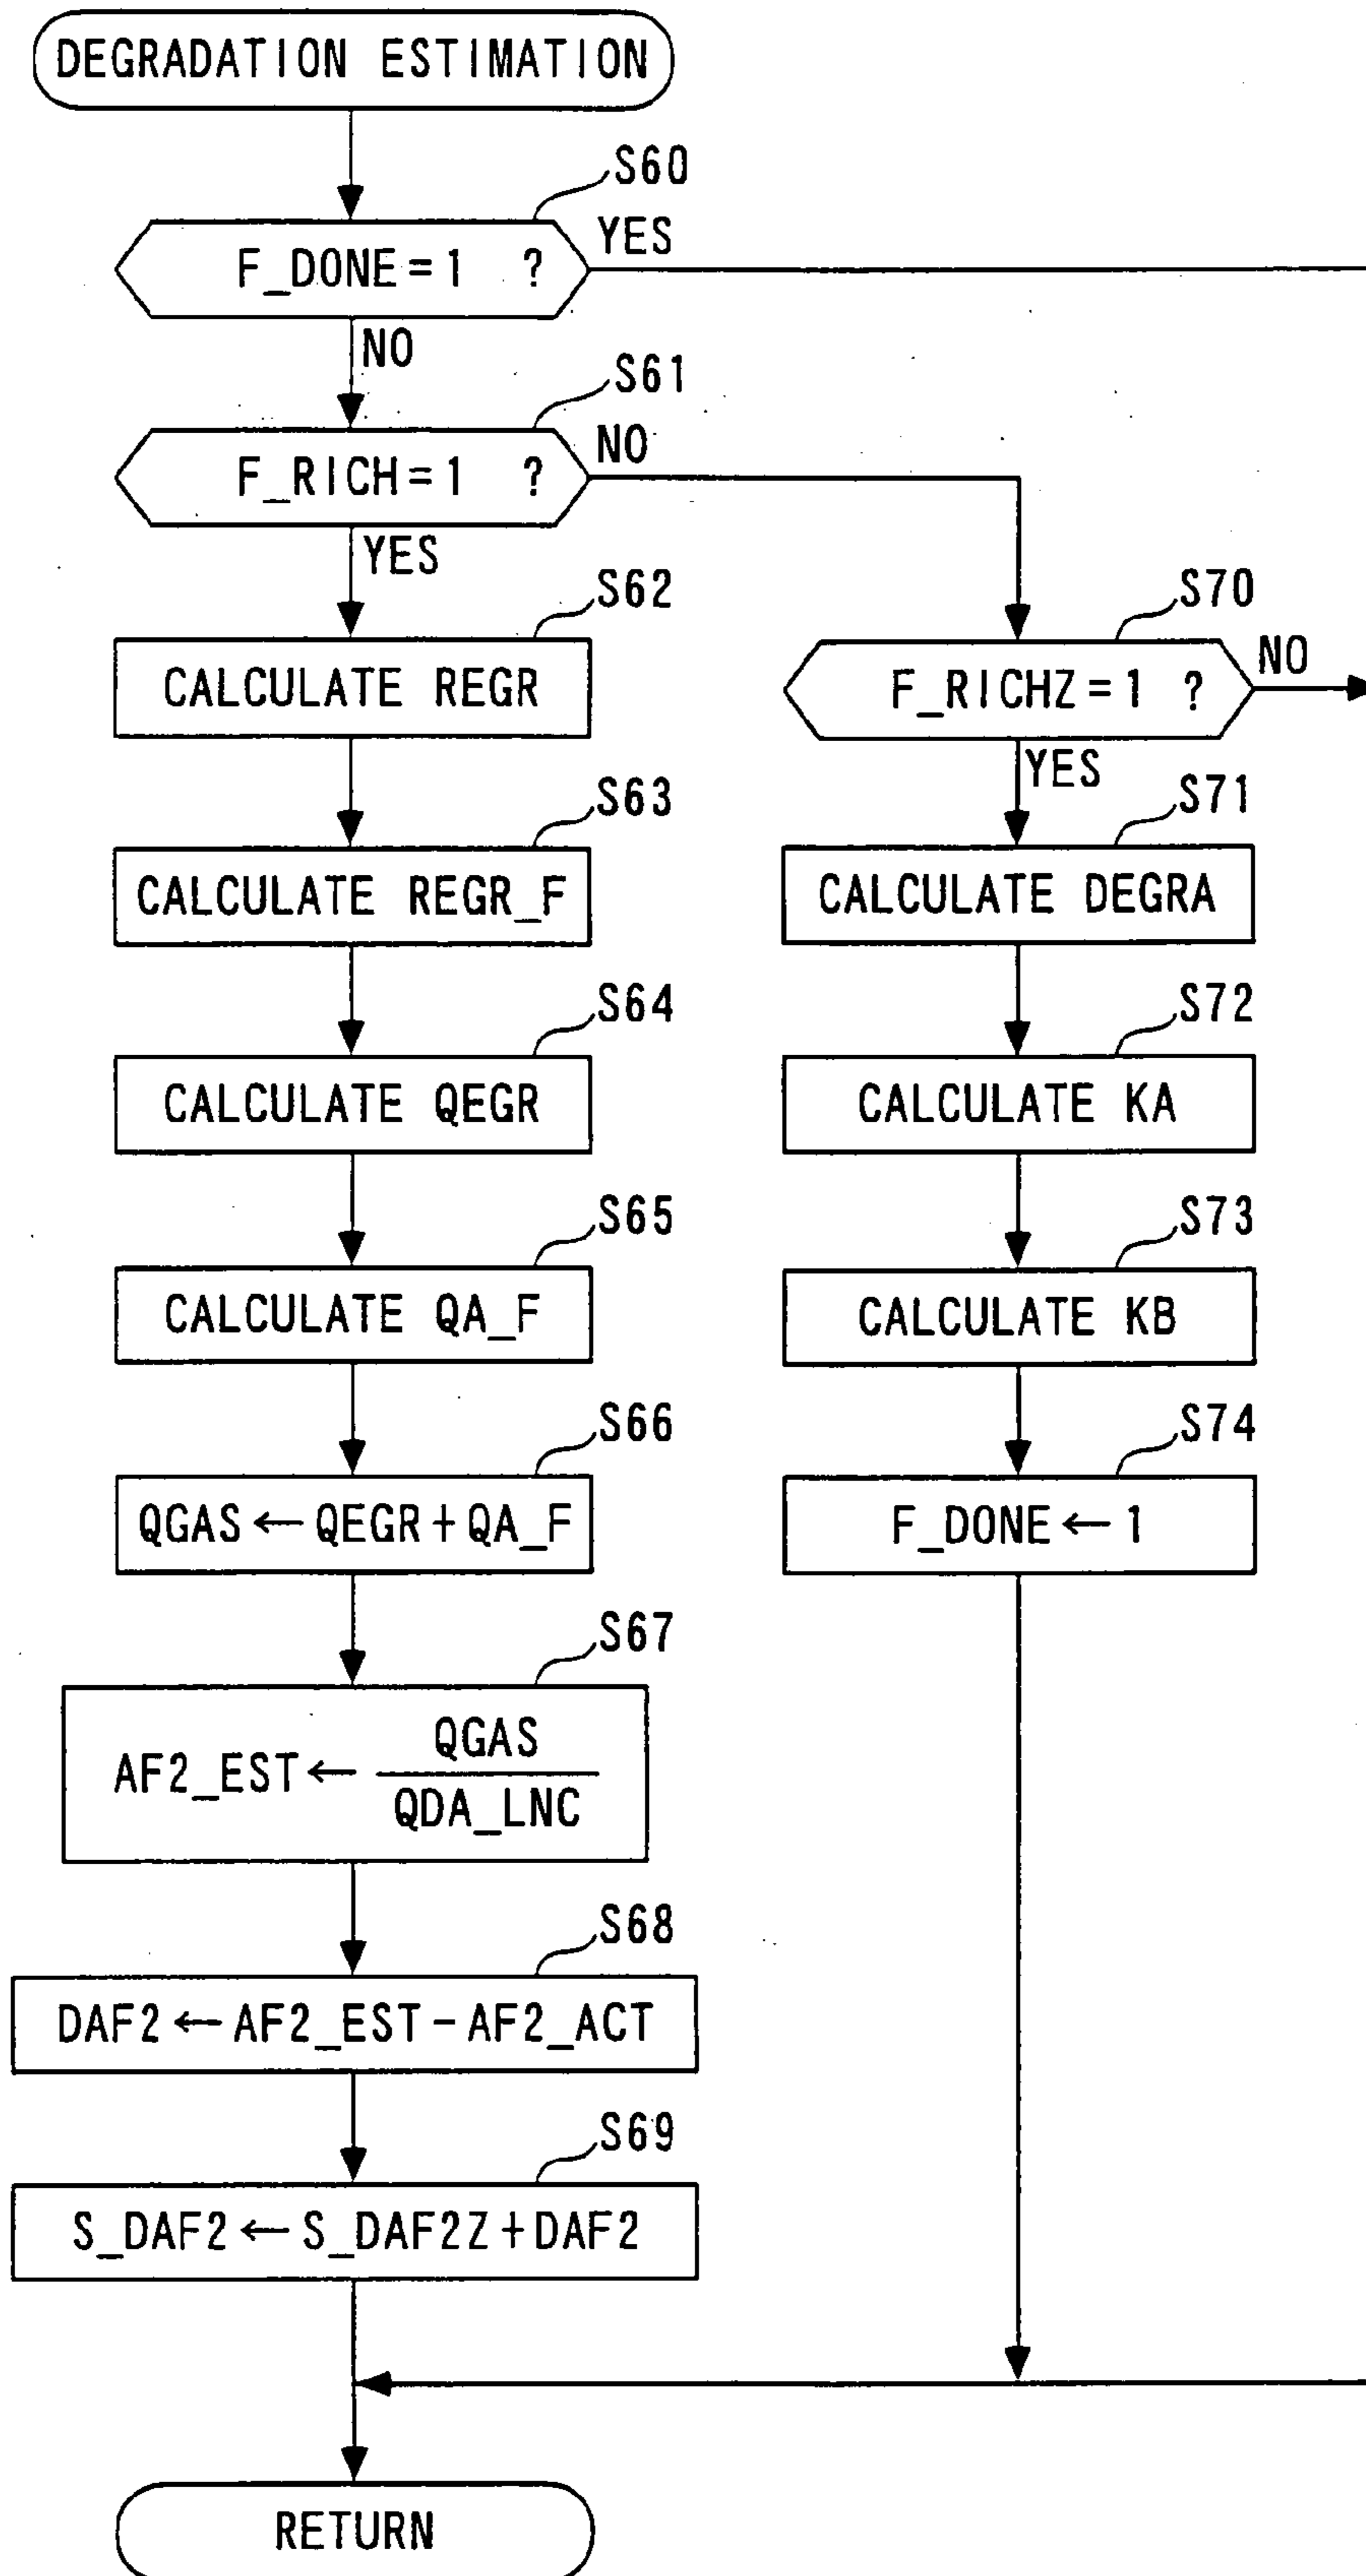 DEGRADATION ESTIMATION
S60
F_DONE=1 ?
YES
NO
S61
F_RICH=1 ?
NO
YES
S62
CALCULATE REGR
S63
CALCULATE REGR_F
S64
CALCULATE QEGR
S65
CALCULATE QA_F
S66
QGAS←QEGR+QA_F
S67
AF2_EST← QGAS
QDA_LNC
S68
DAF2←AF2_EST-AF2_ACT
S69
S_DAF2←S_DAF2Z+DAF2
S70
F_RICHZ=1 ?
NO
YES
S71
CALCULATE DEGRA
S72
CALCULATE KA
S73
CALCULATE KB
S74
F_DONE←1
RETURN